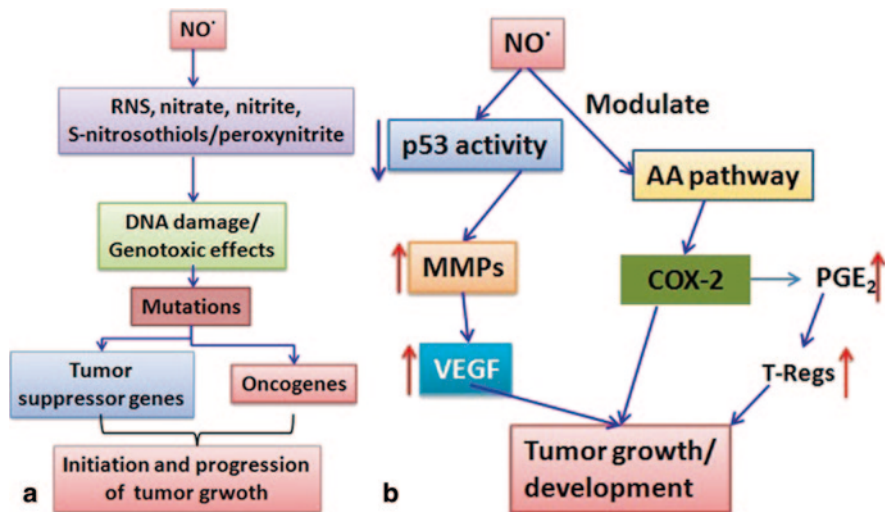 NO·
RNS, nitrate, nitrite,
S-nitrosothiols/peroxynitrite
DNA damage/
Genotoxic effects
Mutations
Tumor
suppressor genes
Oncogenes
Initiation and progression
of tumor grwoth
a
NO·
Modulate
p53 activity
AA pathway
MMPs
COX-2
PGE₂
VEGF
T-Regs
Tumor growth/
development
b